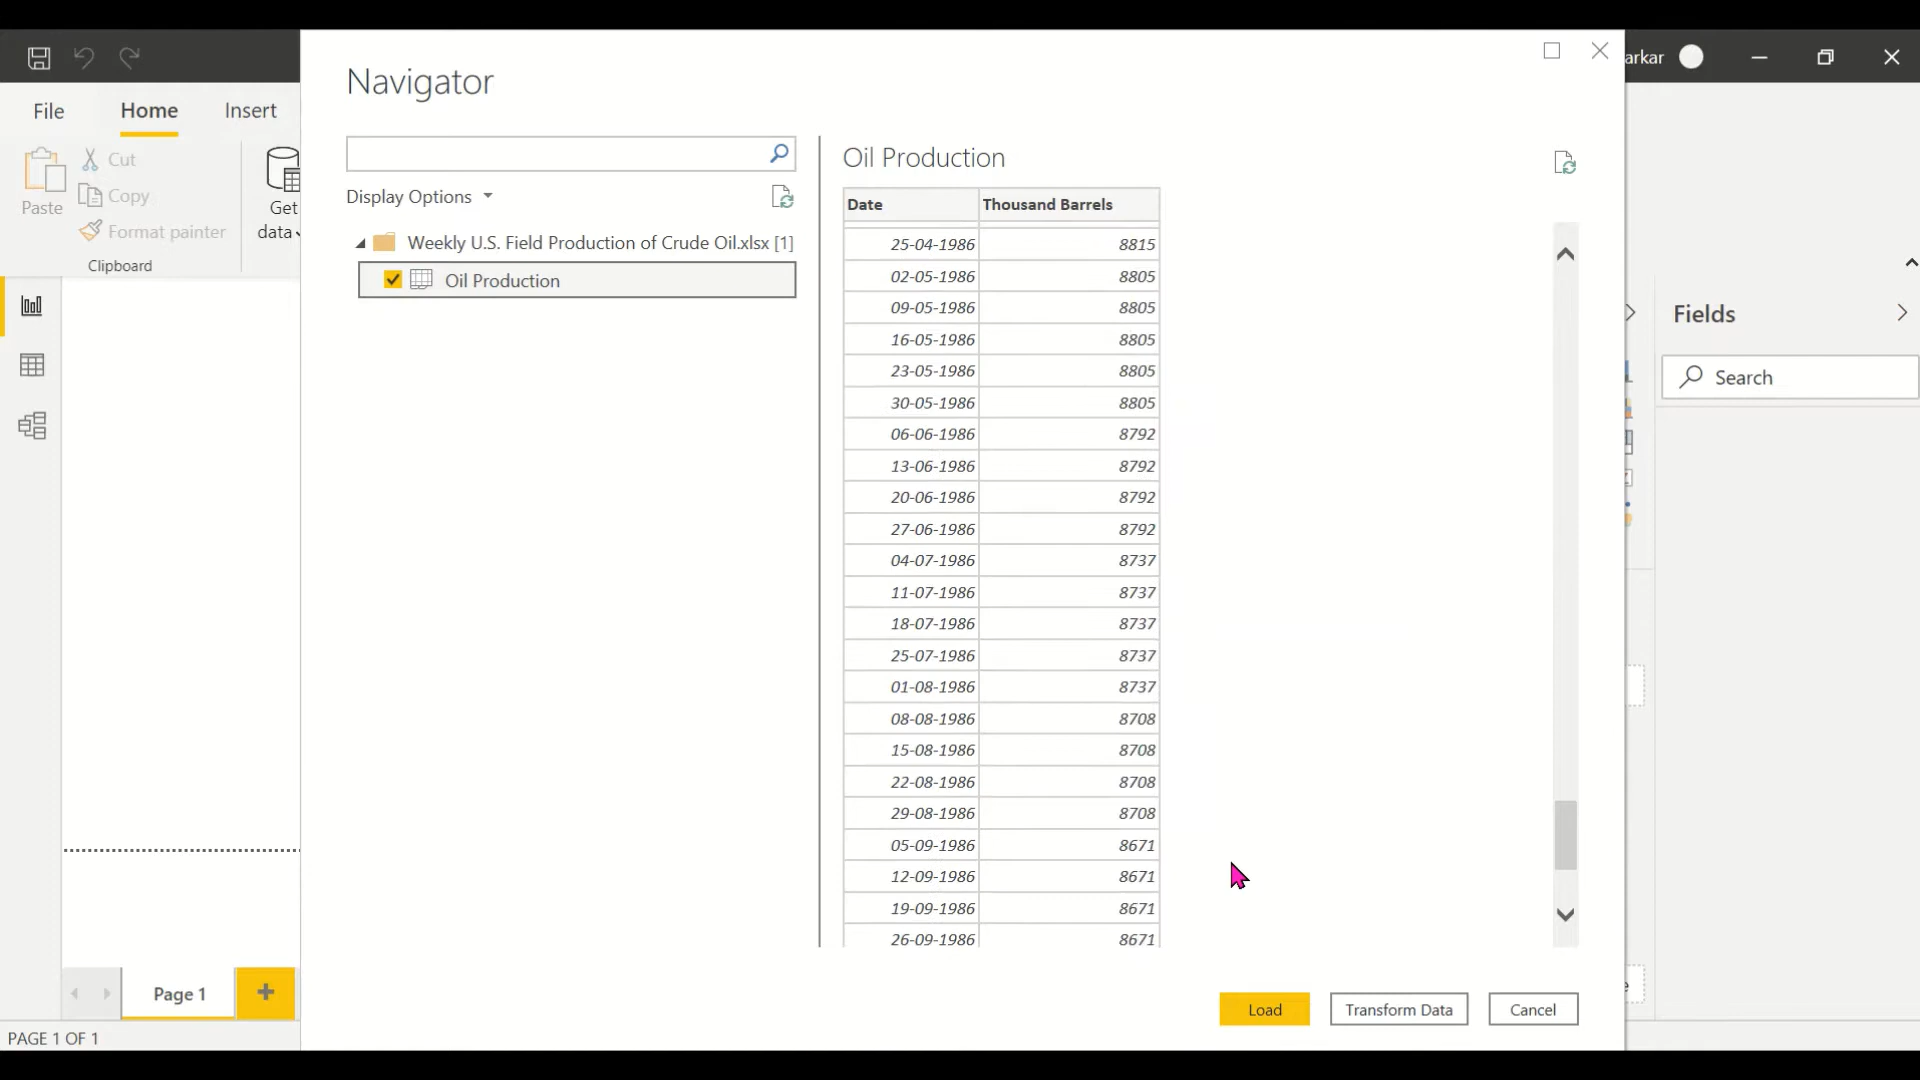 Navigator
arkar
File
Home
Insert
Paste
Cut
Copy
Format painter
Clipboard
Get
data
Display Options
Weekly U.S. Field Production of Crude Oil.xlsx [1]
Oil Production
Oil Production
Date Thousand Barrels
25-04-1986 8815
02-05-1986 8805
09-05-1986 8805
16-05-1986 8805
23-05-1986 8805
30-05-1986 8805
06-06-1986 8792
13-06-1986 8792
20-06-1986 8792
27-06-1986 8792
04-07-1986 8737
11-07-1986 8737
18-07-1986 8737
25-07-1986 8737
01-08-1986 8737
08-08-1986 8708
15-08-1986 8708
22-08-1986 8708
29-08-1986 8708
05-09-1986 8671
12-09-1986 8671
19-09-1986 8671
26-09-1986 8671
Fields
Search
Load
Transform Data
Cancel
Page 1
PAGE 1 OF 1